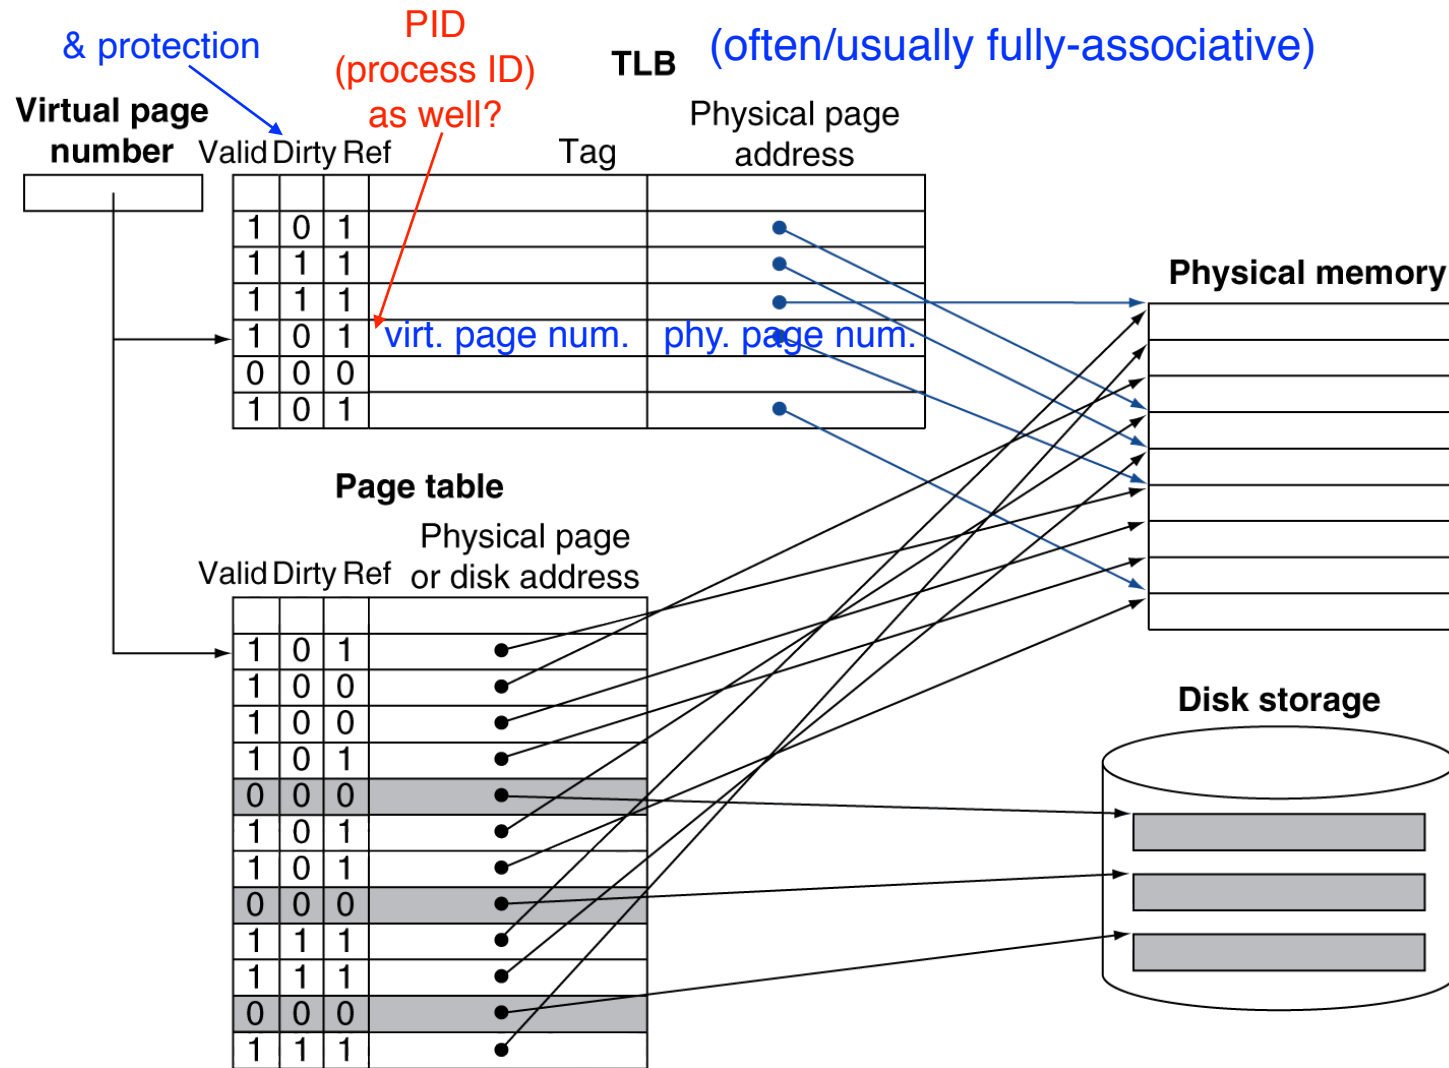 & protection
PID
(process ID)
as well?
TLB (often/usually fully-associative)
Virtual page
number
Valid Dirty Ref
Tag
Physical page
address
1 0 1
1 1 1
1 1 1
1 0 1 virt. page num. phy. page num.
0 0 0
1 0 1
Physical memory
Page table
Valid Dirty Ref
Physical page
or disk address
1 0 1
1 0 0
1 0 0
1 0 1
0 0 0
1 0 1
1 0 1
0 0 0
1 1 1
1 1 1
0 0 0
1 1 1
Disk storage